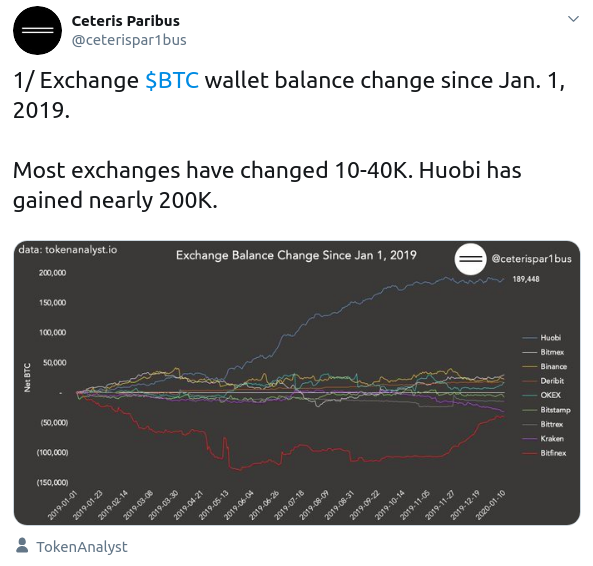 Ceteris Paribus
@ceterispar1bus
1/ Exchange $BTC wallet balance change since Jan. 1,
2019.
Most exchanges have changed 10-40K. Huobi has
gained nearly 200K.
data: tokenanalyst.io
Exchange Balance Change Since Jan 1, 2019
@ceterispar1bus
200,000
189,448
150,000
100,000
50,000
-
(50,000)
(100,000)
(150,000)
Net BTC
Huobi
Bitmex
Binance
Deribit
OKEX
Bitstamp
Bittrex
Kraken
Bitfinex
2019-01-01
2019-01-23
2019-02-14
2019-03-08
2019-03-30
2019-04-21
2019-05-13
2019-06-04
2019-06-26
2019-07-18
2019-08-09
2019-08-31
2019-09-22
2019-10-14
2019-11-05
2019-11-27
2019-12-19
2020-01-10
TokenAnalyst